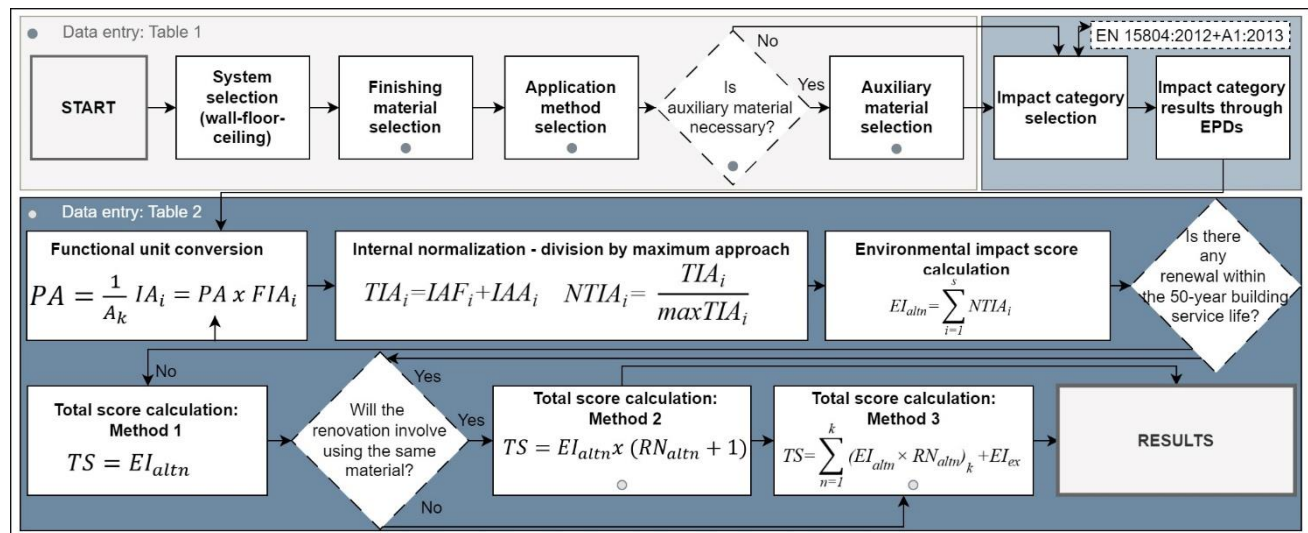 Data entry: Table 1
START
System
selection
(wall-floor-
ceiling)
Finishing
material
selection
Application
method
selection
Is
auxiliary material
necessary?
No
Yes
Auxiliary
material
selection
EN 15804:2012+A1:2013
Impact category
selection
Impact category
results through
EPDs
Data entry: Table 2
Functional unit conversion
PA = 1/A_k IA_i = PA x FIA_i
Internal normalization - division by maximum approach
TIA_i=IAF_i+IAA_i NTIA_i= TIA_i/maxTIA_i
Environmental impact score
calculation
EI_altn=∑_{i=1}^{s} NTIA_i
Is there
any
renewal within
the 50-year building
service life?
No
Yes
Total score calculation:
Method 1
TS = EI_altn
Will the
renovation involve
using the same
material?
Yes
No
Total score calculation:
Method 2
TS = EI_altn x (RN_altn + 1)
Total score calculation:
Method 3
TS=∑_{n=1}^{k} (EI_altn × RN_altn)_k +EI_ex
RESULTS